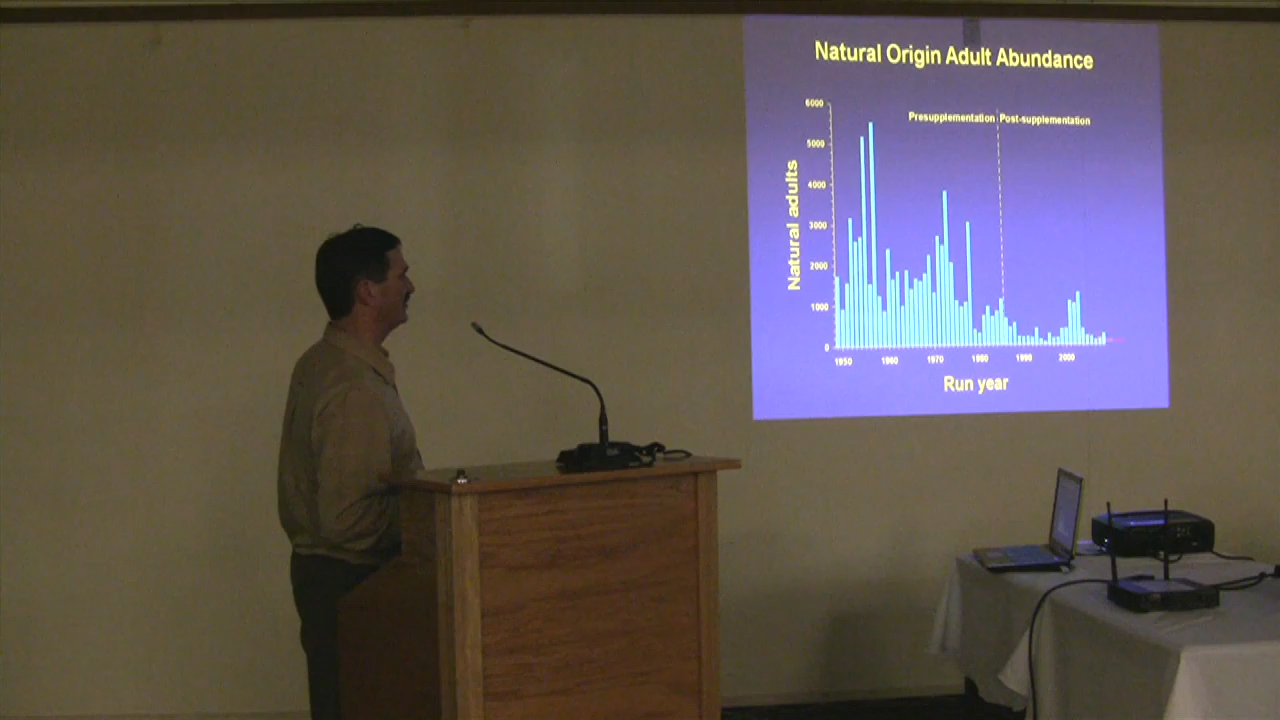 Natural Origin Adult Abundance
6000
Presupplementation Post-supplementation
5000
4000
3000
2000
1000
0
Natural adults
1950 1960 1970 1980 1990 2000
Run year